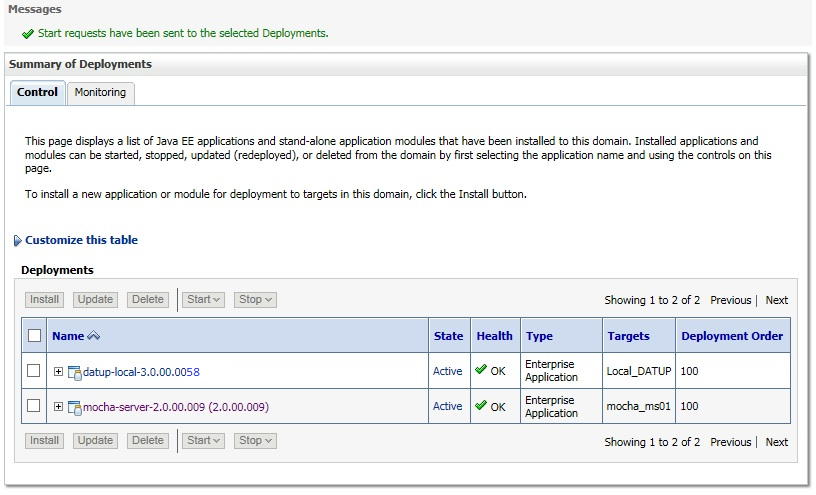 Messages
Start requests have been sent to the selected Deployments.
Summary of Deployments
Control Monitoring
This page displays a list of Java EE applications and stand-alone application modules that have been installed to this domain. Installed applications and
modules can be started, stopped, updated (redeployed), or deleted from the domain by first selecting the application name and using the controls on this
page.
To install a new application or module for deployment to targets in this domain, click the Install button.
Customize this table
Deployments
Install Update Delete Start Stop Showing 1 to 2 of 2 Previous | Next
Name State Health Type Targets Deployment Order
datup-local-3.0.00.0058 Active OK Enterprise Application Local_DATUP 100
mocha-server-2.0.00.009 (2.0.00.009) Active OK Enterprise Application mocha_ms01 100
Install Update Delete Start Stop Showing 1 to 2 of 2 Previous | Next